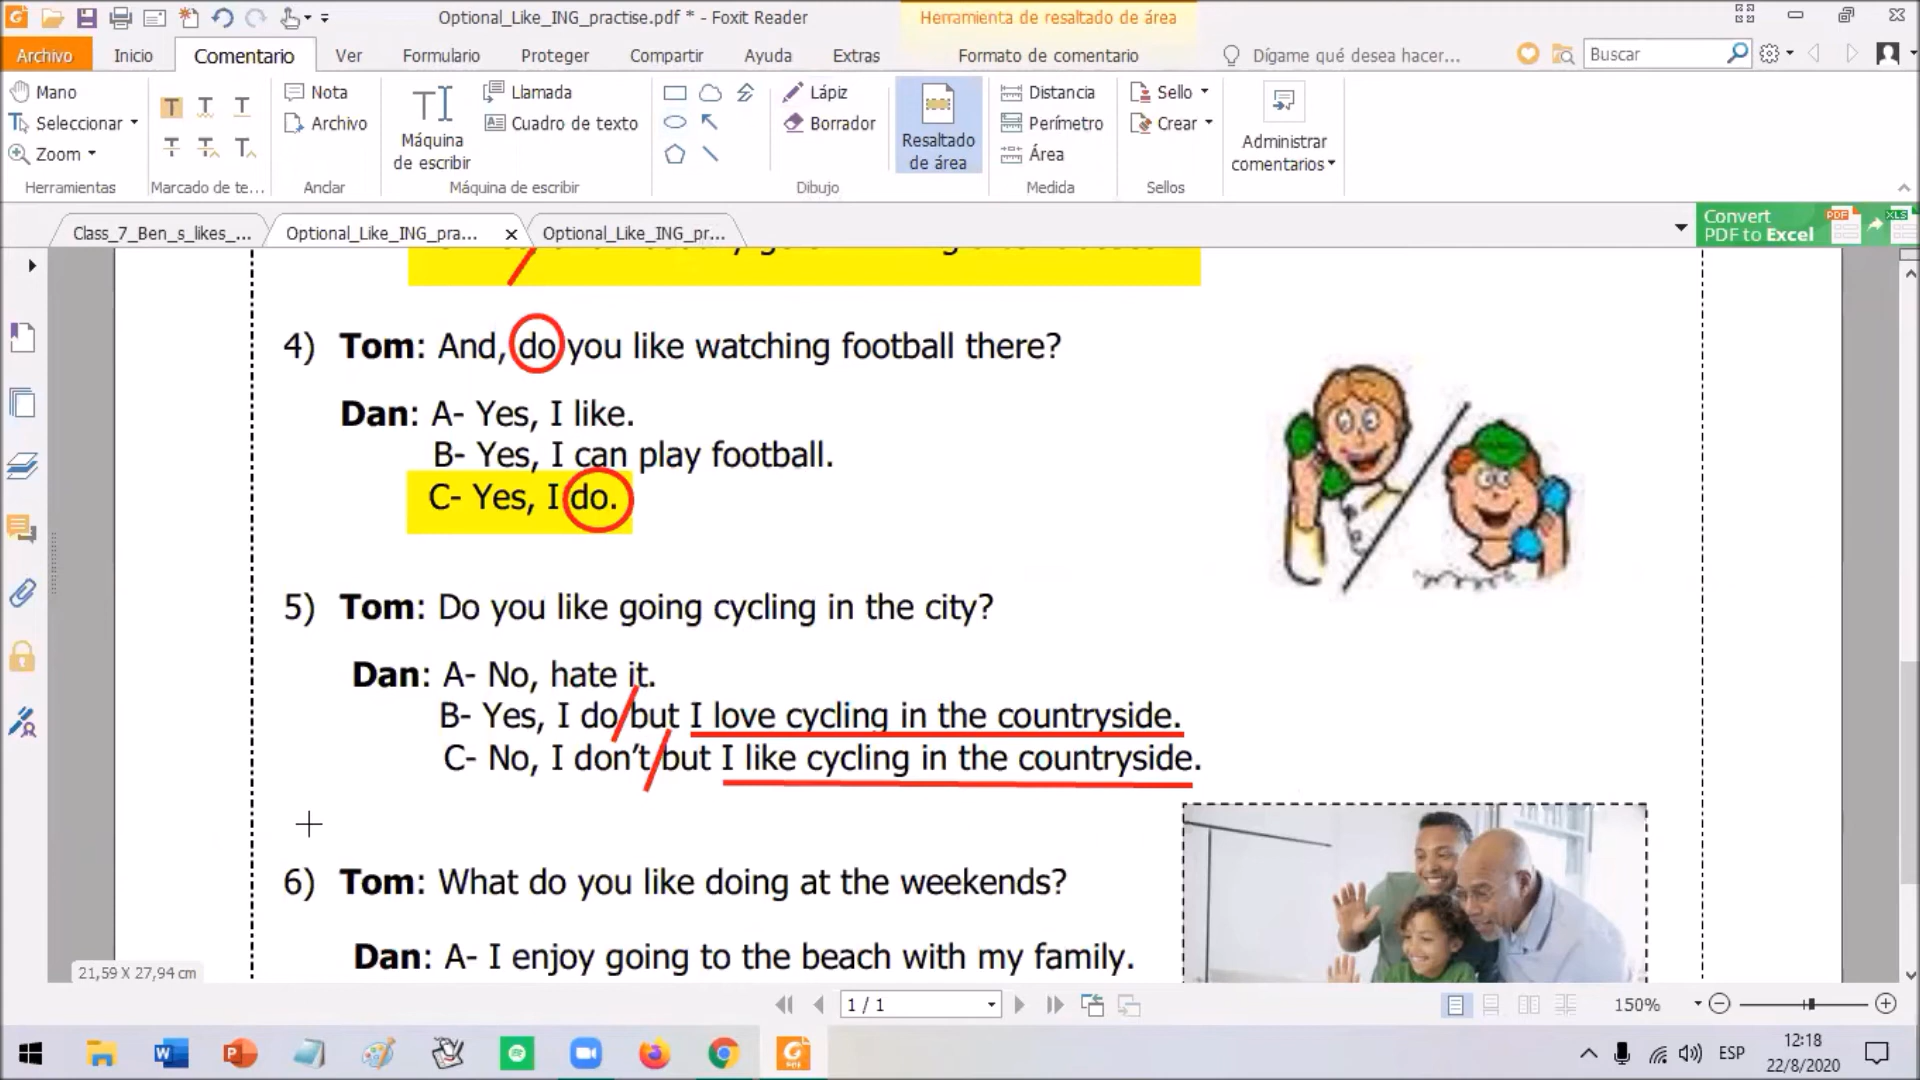 Optional_Like_ING_practise.pdf * - Foxit Reader
Herramienta de resaltado de área
Archivo Inicio Comentario Ver Formulario Proteger Compartir Ayuda Extras Formato de comentario Dígame qué desea hacer... Buscar
Mano
Seleccionar
Zoom
Herramientas
Marcado de te...
Nota
Archivo
Anclar
Máquina
de escribir
Llamada
Cuadro de texto
Máquina de escribir
Lápiz
Borrador
Dibujo
Resaltado
de área
Distancia
Perímetro
Área
Medida
Sello
Crear
Sellos
Administrar
comentarios
Class_7_Ben_s_likes_... Optional_Like_ING_pra... Optional_Like_ING_pr...
Convert
PDF to Excel
PDF XLS
4) Tom: And, do you like watching football there?
Dan: A- Yes, I like.
B- Yes, I can play football.
C- Yes, I do.
5) Tom: Do you like going cycling in the city?
Dan: A- No, hate it.
B- Yes, I do but I love cycling in the countryside.
C- No, I don't but I like cycling in the countryside.
6) Tom: What do you like doing at the weekends?
Dan: A- I enjoy going to the beach with my family.
21,59 X 27,94 cm
1 / 1
150%
ESP
12:18
22/8/2020